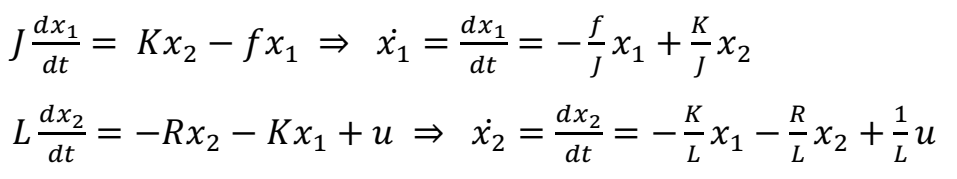 J dx₁/dt = Kx₂ − fx₁ ⇒ ẋ₁ = dx₁/dt = −f/J x₁ + K/J x₂
L dx₂/dt = −Rx₂ − Kx₁ + u ⇒ ẋ₂ = dx₂/dt = −K/L x₁ − R/L x₂ + 1/L u